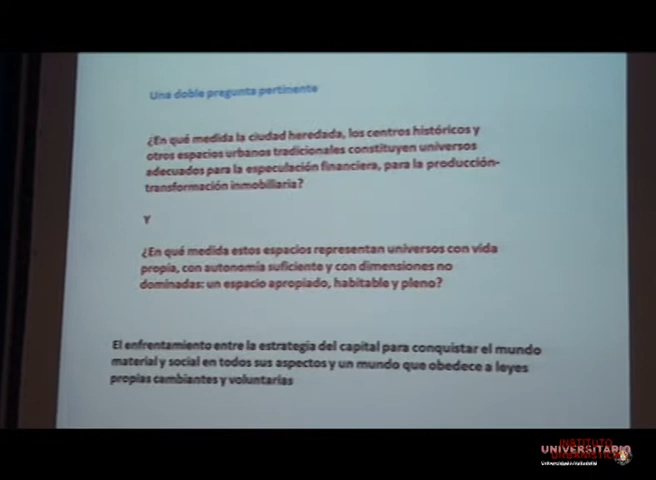 Una doble pregunta pertinente
¿En qué medida la ciudad heredada, los centros históricos y
otros espacios urbanos tradicionales constituyen universos
adecuados para la especulación financiera, para la producción-
transformación inmobiliaria?
Y
¿En qué medida estos espacios representan universos con vida
propia, con autonomía suficiente y con dimensiones no
dominadas: un espacio apropiado, habitable y pleno?
El enfrentamiento entre la estrategia del capital para conquistar el mundo
material y social en todos sus aspectos y un mundo que obedece a leyes
propias cambiantes y voluntarias
INSTITUTO
UNIVERSITARIO
URBANÍSTICA